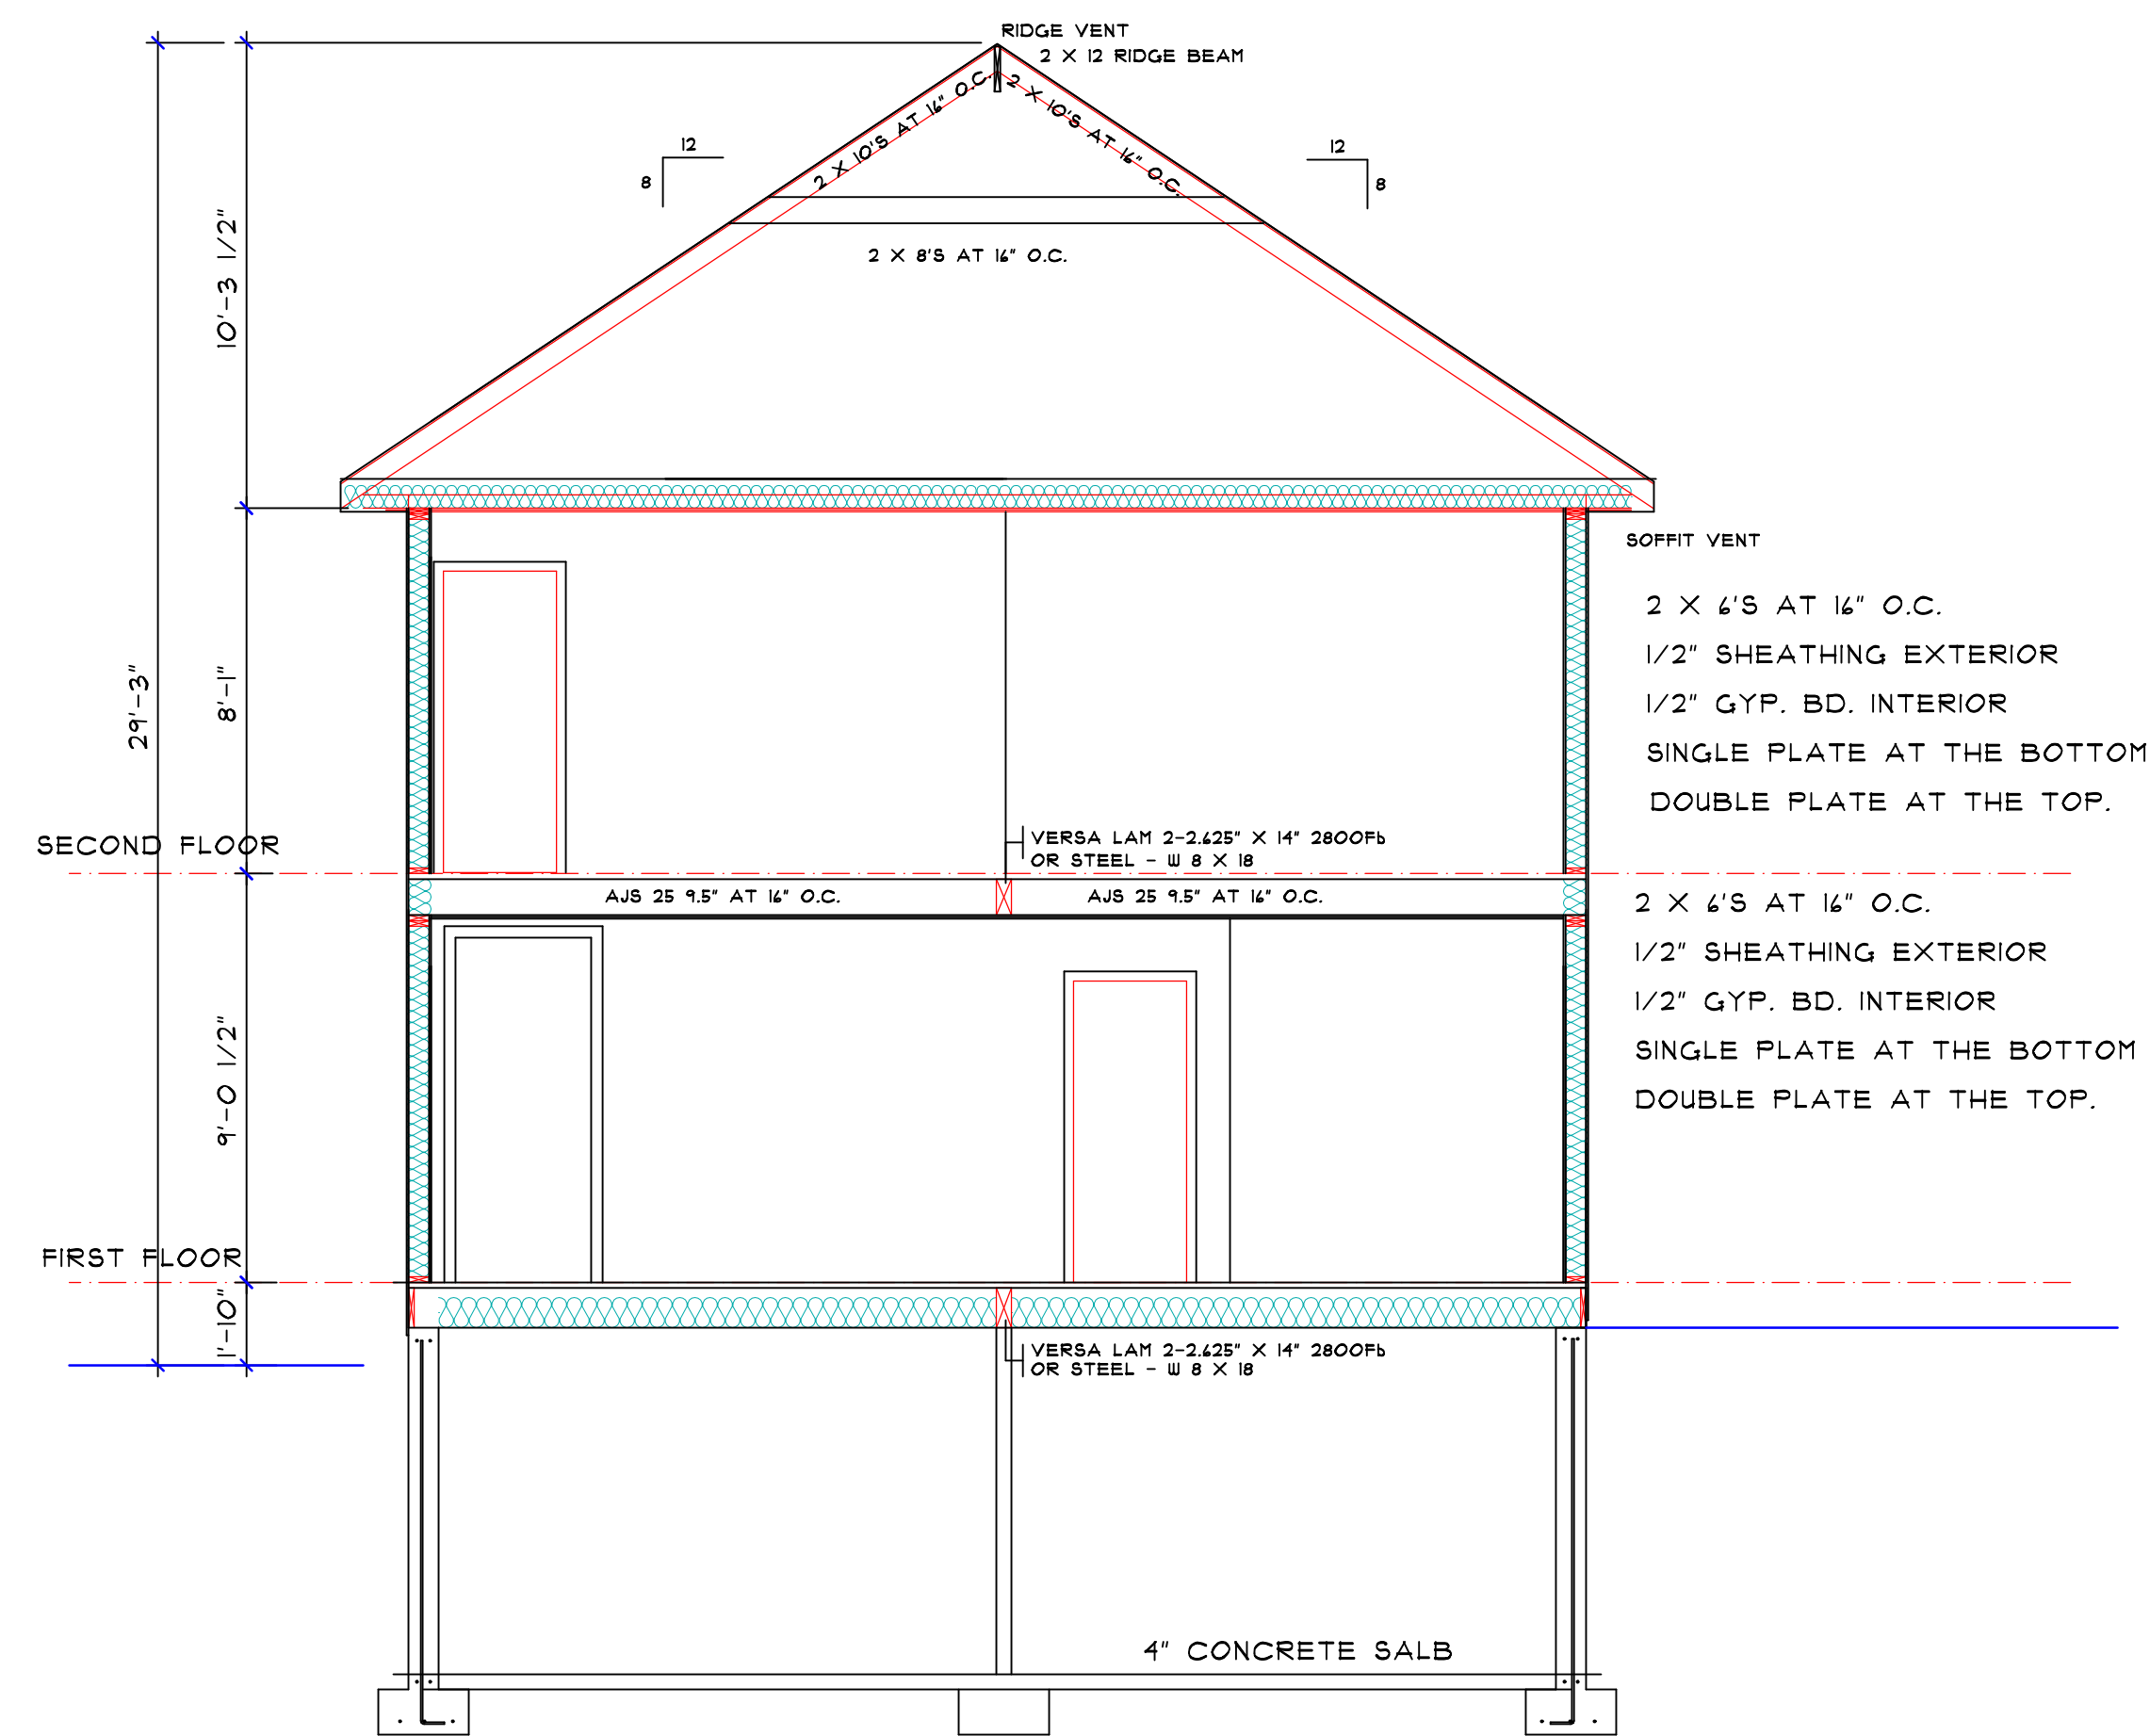 RIDGE VENT
2 X 12 RIDGE BEAM
2 X 10'S AT 16" O.C.
2 X 10'S AT 16" O.C.
12
8
12
8
10'-3 1/2"
2 X 8'S AT 16" O.C.
SOFFIT VENT
2 X 6'S AT 16" O.C.
1/2" SHEATHING EXTERIOR
1/2" GYP. BD. INTERIOR
SINGLE PLATE AT THE BOTTOM
DOUBLE PLATE AT THE TOP.
29'-3"
8'-1"
SECOND FLOOR
VERSA LAM 2-2.625" X 14" 2800Fb
OR STEEL - W 8 X 18
AJS 25 9.5" AT 16" O.C.
AJS 25 9.5" AT 16" O.C.
2 X 6'S AT 16" O.C.
1/2" SHEATHING EXTERIOR
1/2" GYP. BD. INTERIOR
SINGLE PLATE AT THE BOTTOM
DOUBLE PLATE AT THE TOP.
9'-0 1/2"
FIRST FLOOR
1'-10"
VERSA LAM 2-2.625" X 14" 2800Fb
OR STEEL - W 8 X 18
4" CONCRETE SALB